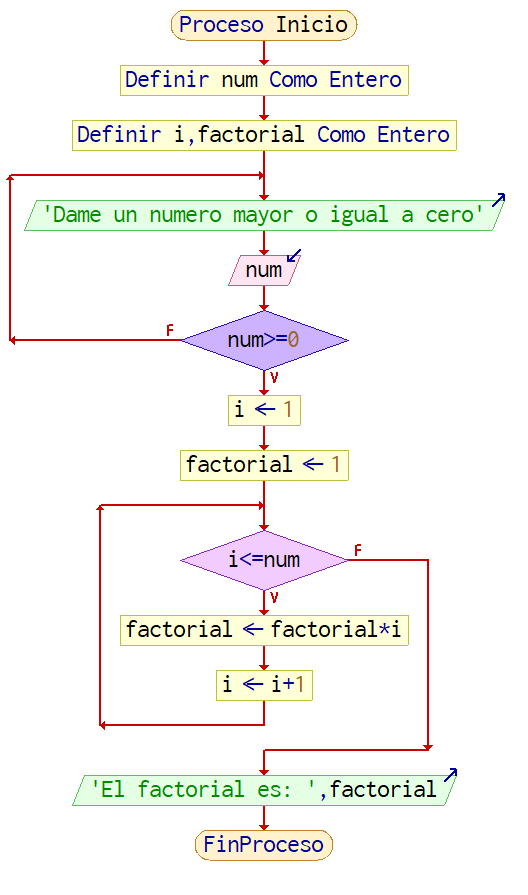 Proceso Inicio
Definir num Como Entero
Definir i,factorial Como Entero
'Dame un numero mayor o igual a cero'
num
F
num>=0
V
i ← 1
factorial ← 1
i<=num
F
V
factorial ← factorial*i
i ← i+1
'El factorial es: ',factorial
FinProceso